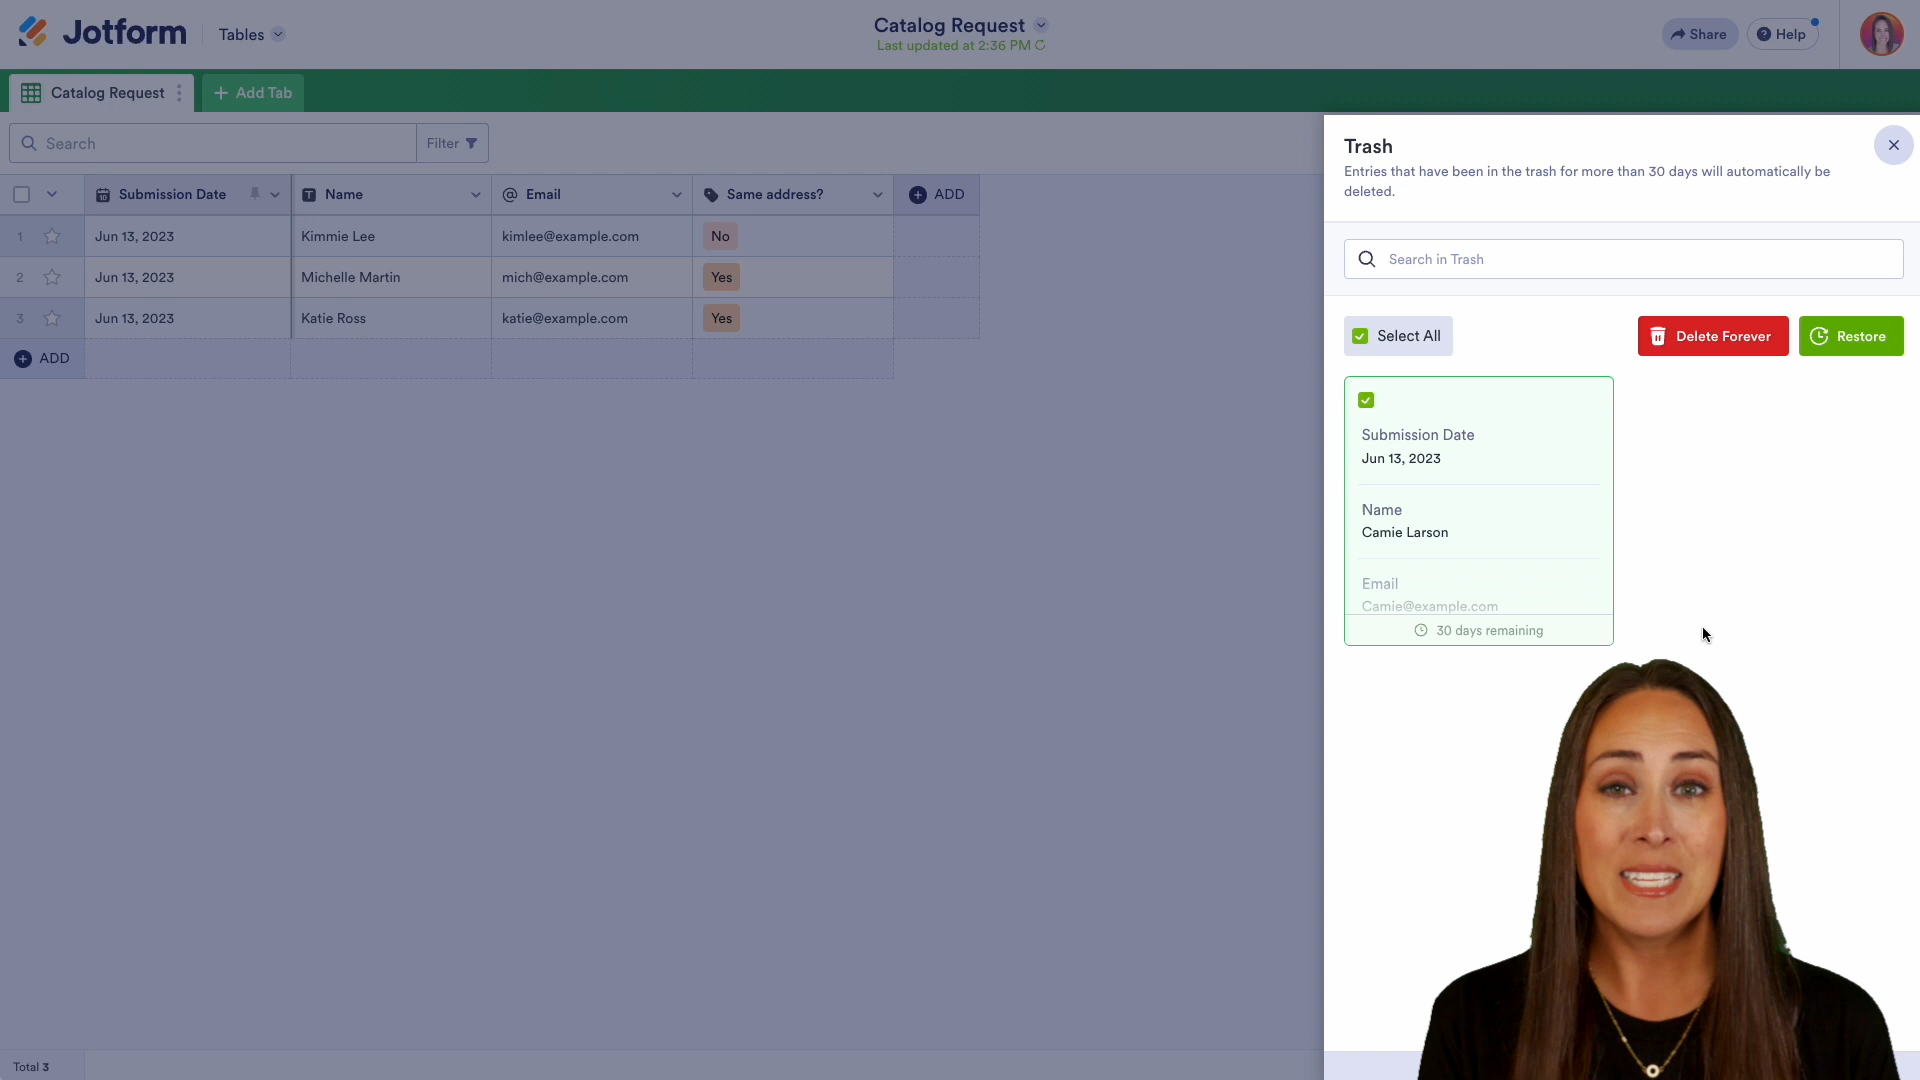 Jotform
Tables
Catalog Request
Last updated at 2:36 PM
Share
Help
Catalog Request
Add Tab
Search
Filter
Submission Date Name Email Same address? ADD
1 Jun 13, 2023 Kimmie Lee kimlee@example.com No
2 Jun 13, 2023 Michelle Martin mich@example.com Yes
3 Jun 13, 2023 Katie Ross katie@example.com Yes
ADD
Total 3
Trash
Entries that have been in the trash for more than 30 days will automatically be
deleted.
Search in Trash
Select All
Delete Forever
Restore
Submission Date
Jun 13, 2023
Name
Camie Larson
Email
Camie@example.com
30 days remaining